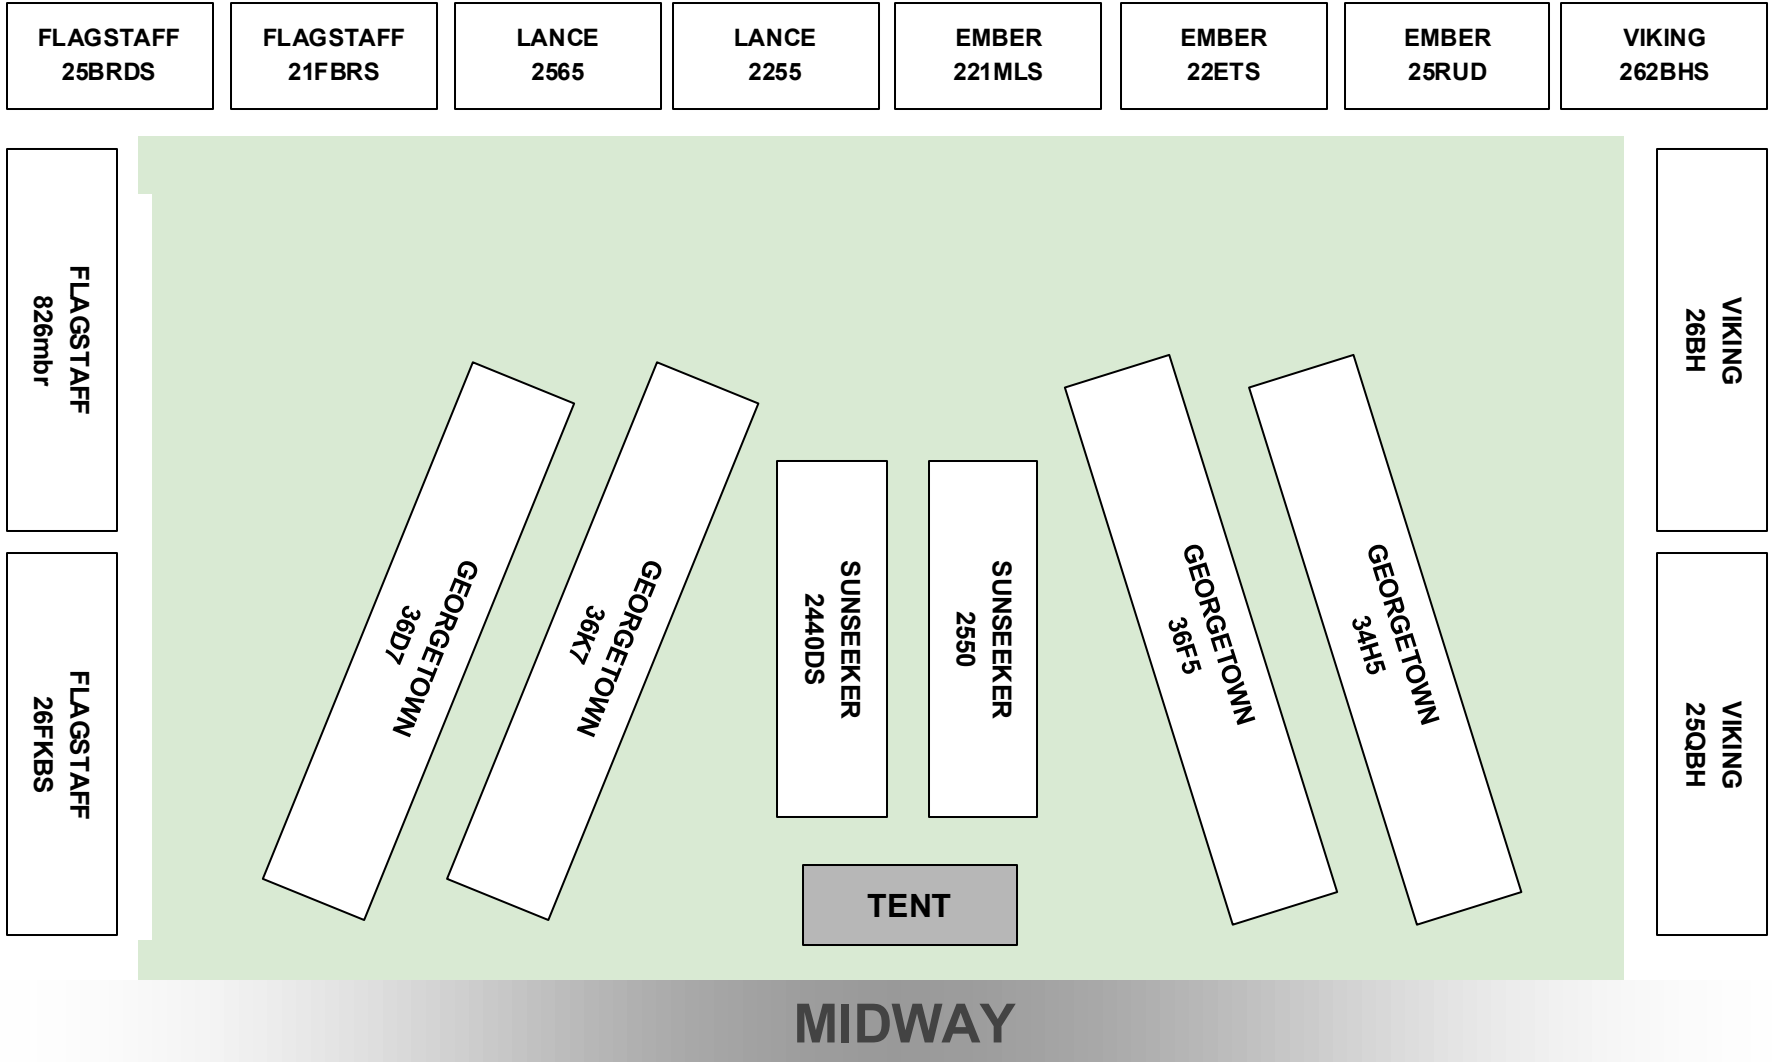 FLAGSTAFF
25BRDS
FLAGSTAFF
21FBRS
LANCE
2565
LANCE
2255
EMBER
221MLS
EMBER
22ETS
EMBER
25RUD
VIKING
262BHS
FLAGSTAFF
826mbr
VIKING
26BH
GEORGETOWN
36D7
GEORGETOWN
36K7
SUNSEEKER
2440DS
SUNSEEKER
2550
GEORGETOWN
36F5
GEORGETOWN
34H5
FLAGSTAFF
26FKBS
VIKING
25QBH
TENT
MIDWAY